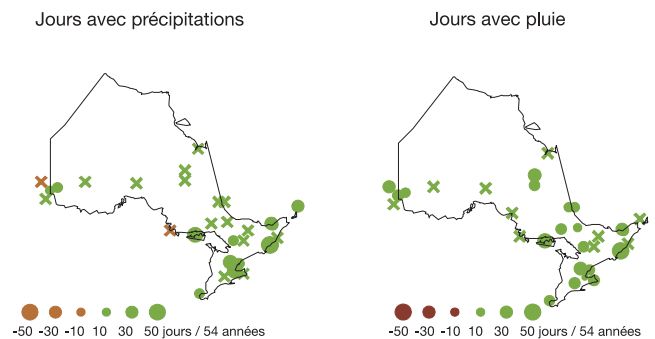 Jours avec précipitations
Jours avec pluie
-50 -30 -10 10 30 50 jours / 54 années
-50 -30 -10 10 30 50 jours / 54 années